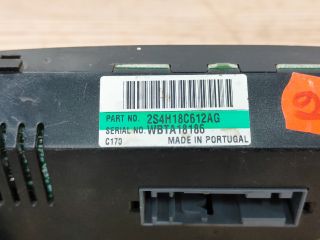 PART NO. 2S4H18C612AG
SERIAL NO. WBTA18186
C170 MADE IN PORTUGAL